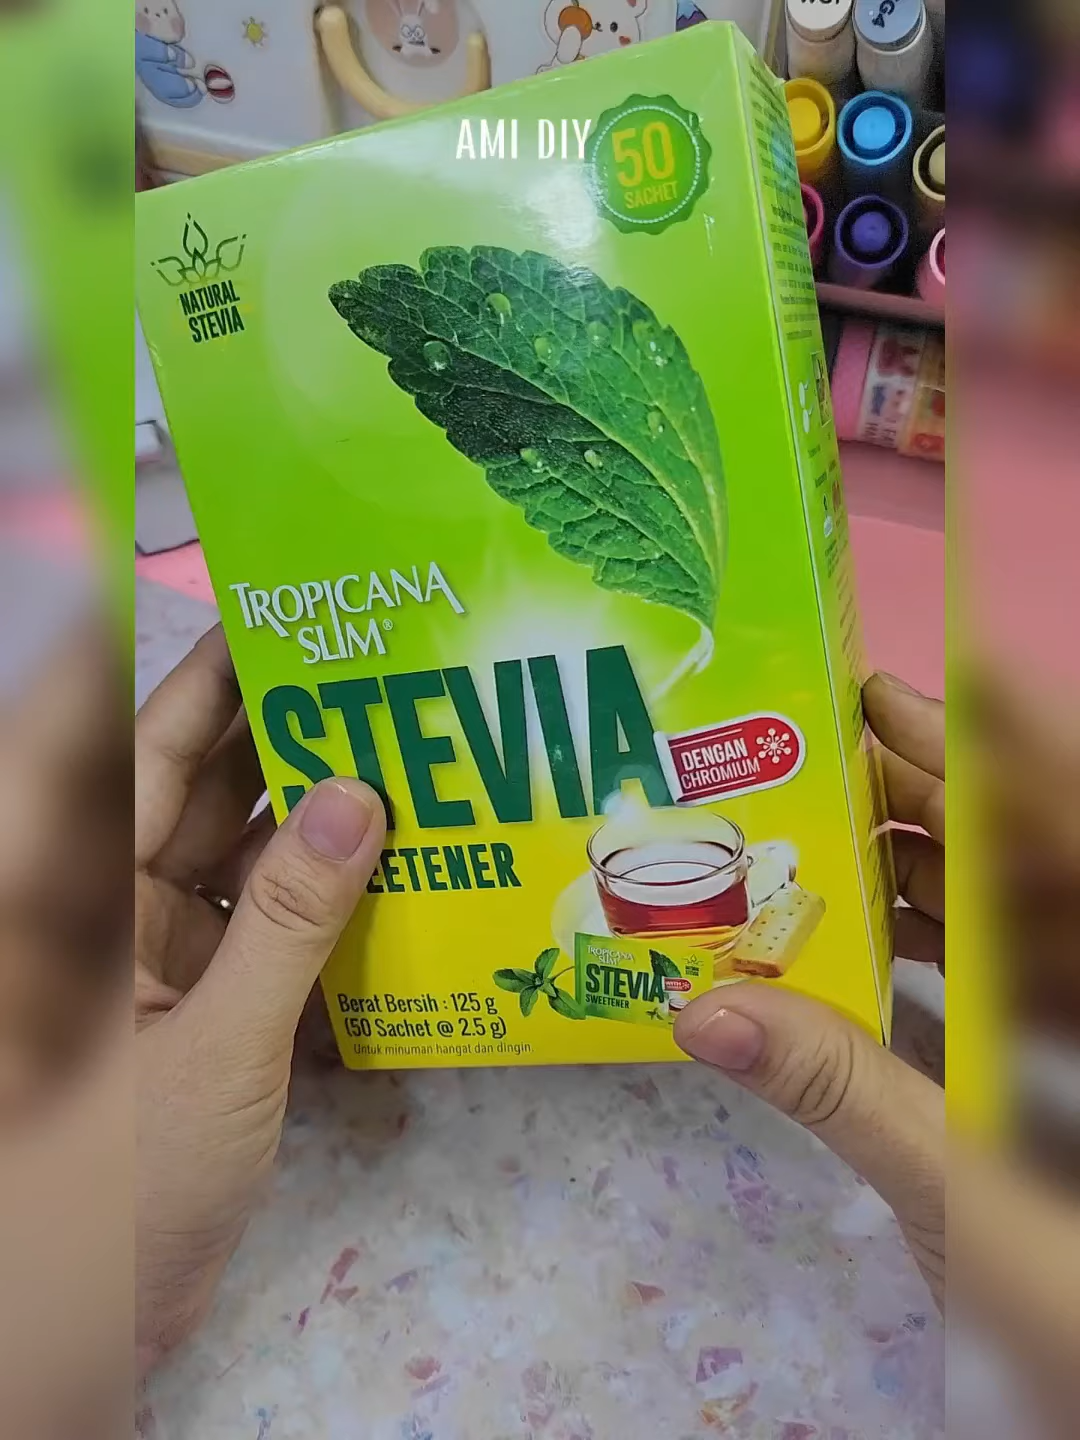 AMI DIY
50
SACHET
NATURAL
STEVIA
TROPICANA
SLIM®
STEVIA
DENGAN
CHROMIUM
EETENER
TROPICANA
SLIM
STEVIA
SWEETENER
Berat Bersih : 125 g
(50 Sachet @ 2.5 g)
Untuk minuman hangat dan dingin.